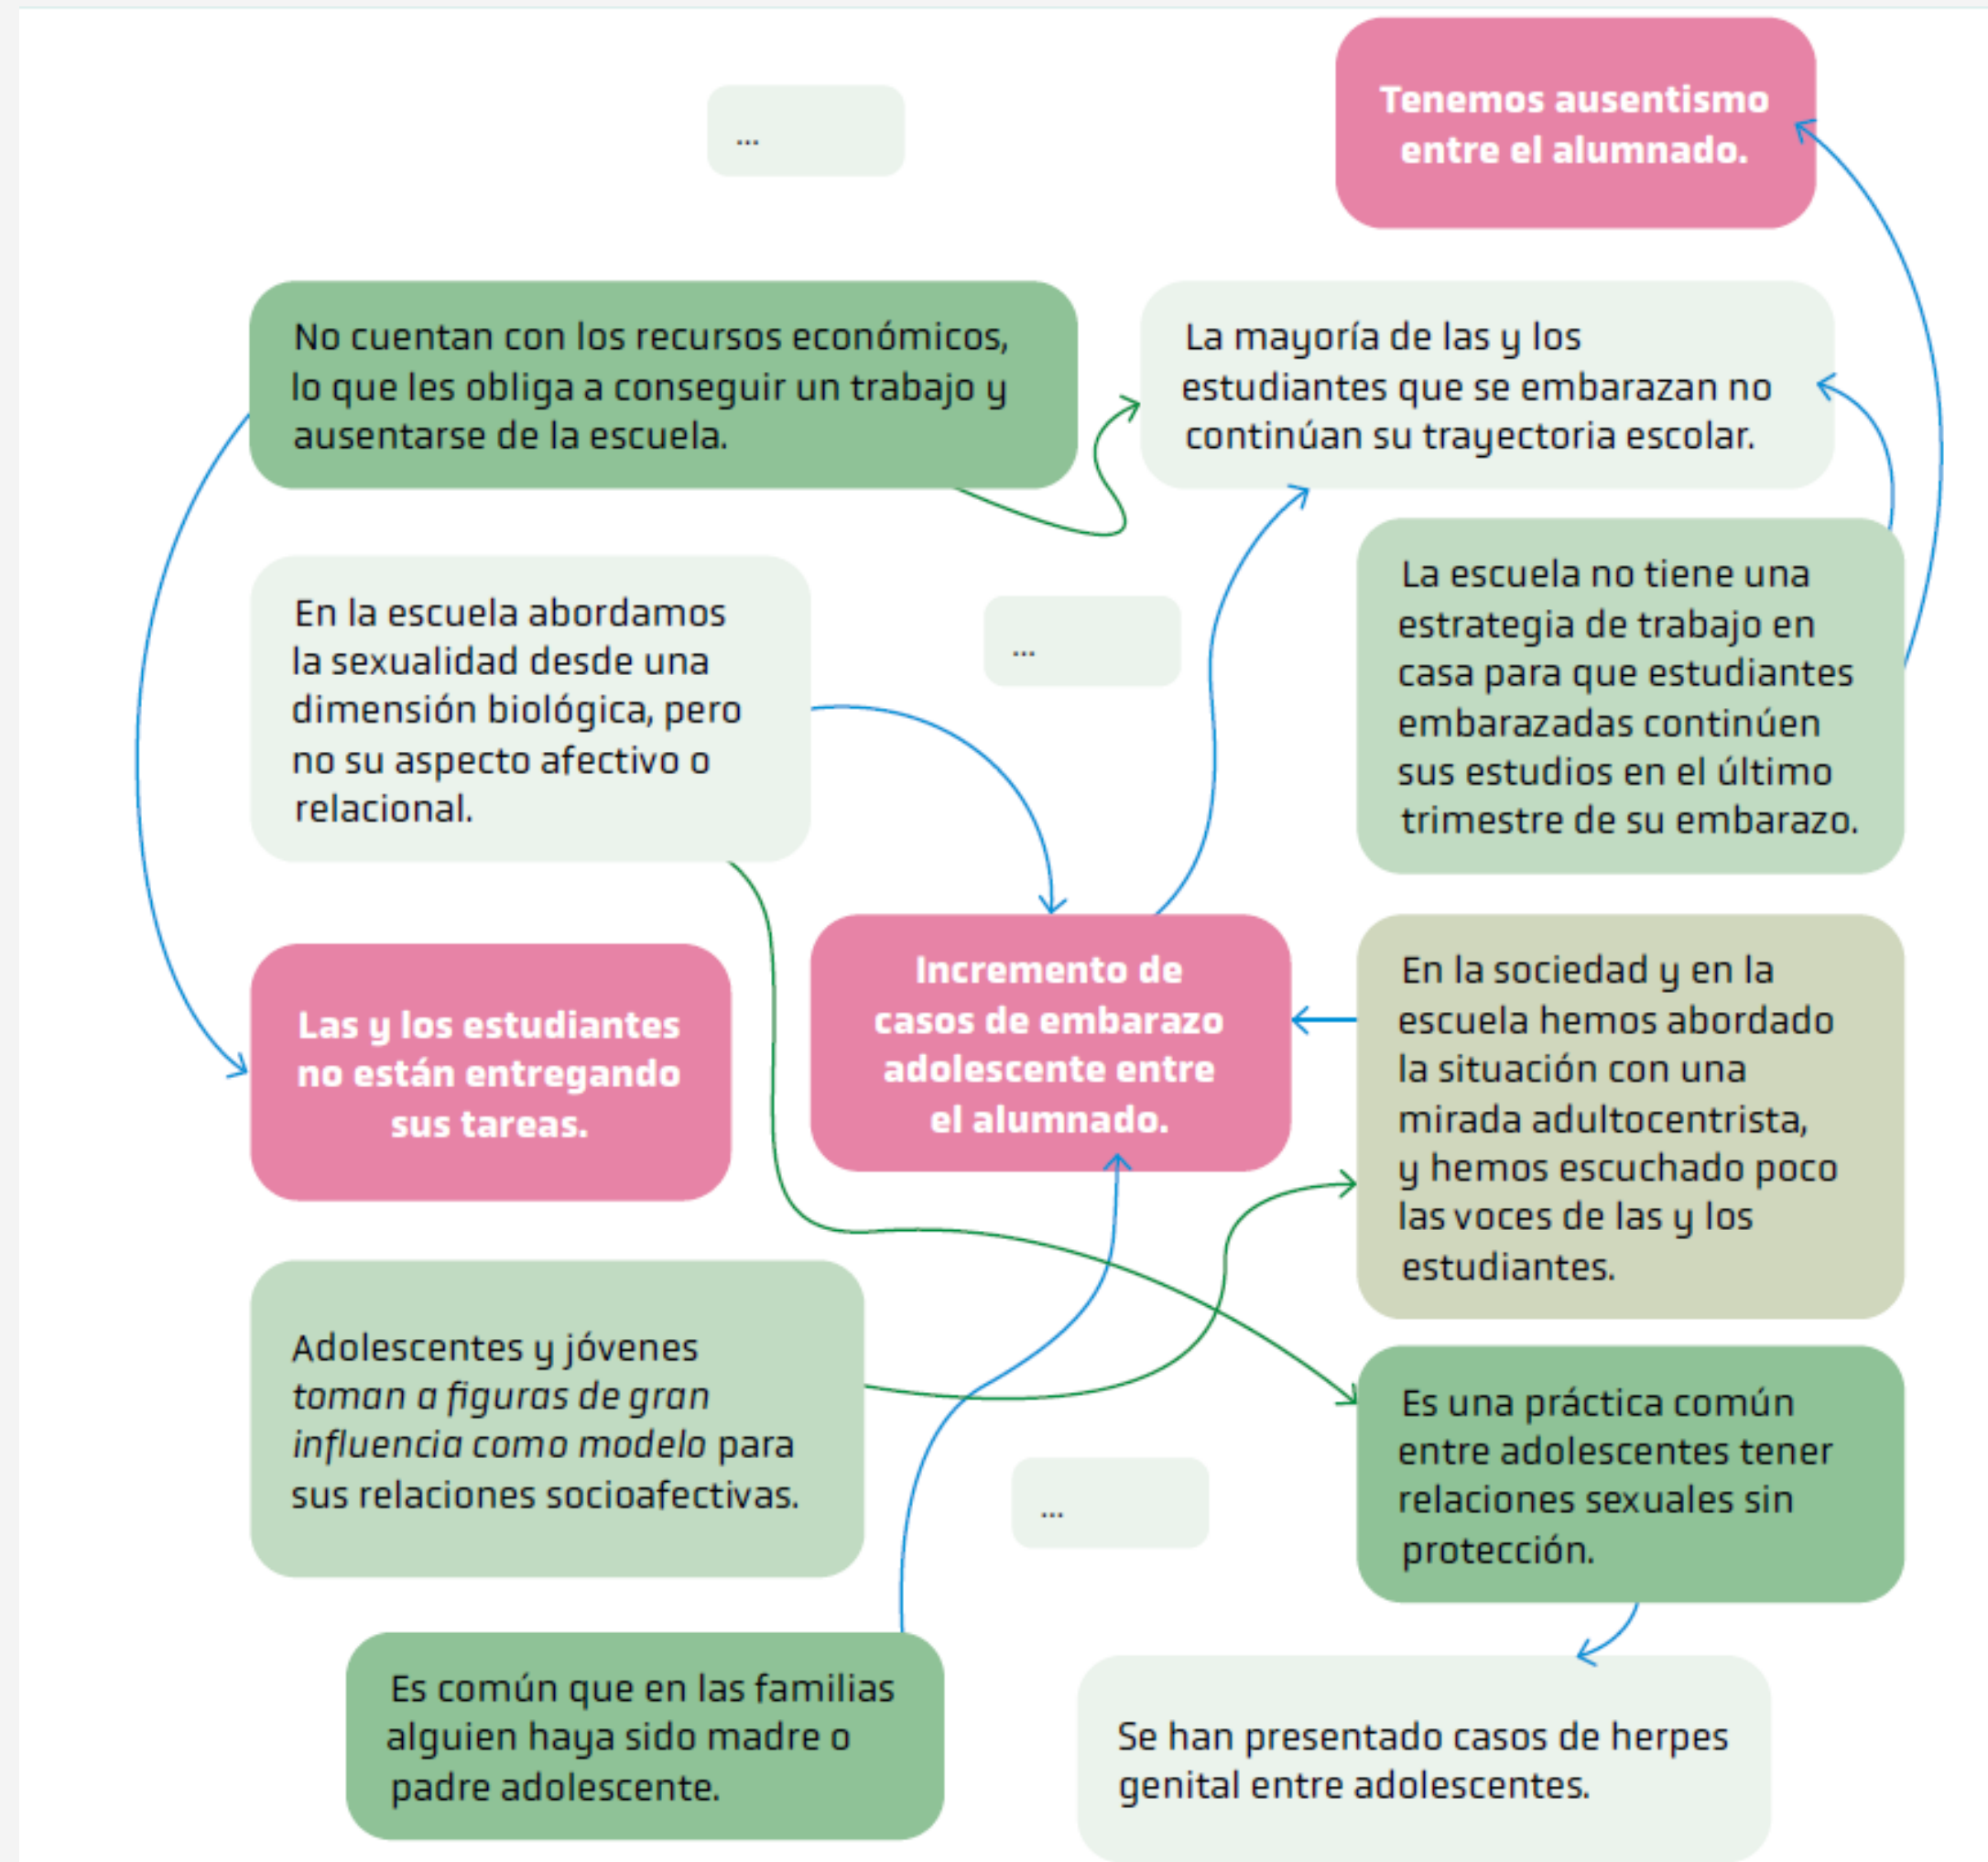 ...
Tenemos ausentismo
entre el alumnado.
No cuentan con los recursos económicos,
lo que les obliga a conseguir un trabajo y
ausentarse de la escuela.
La mayoría de las y los
estudiantes que se embarazan no
continúan su trayectoria escolar.
En la escuela abordamos
la sexualidad desde una
dimensión biológica, pero
no su aspecto afectivo o
relacional.
...
La escuela no tiene una
estrategia de trabajo en
casa para que estudiantes
embarazadas continúen
sus estudios en el último
trimestre de su embarazo.
Las y los estudiantes
no están entregando
sus tareas.
Incremento de
casos de embarazo
adolescente entre
el alumnado.
En la sociedad y en la
escuela hemos abordado
la situación con una
mirada adultocentrista,
y hemos escuchado poco
las voces de las y los
estudiantes.
Adolescentes y jóvenes
toman a figuras de gran
influencia como modelo para
sus relaciones socioafectivas.
...
Es una práctica común
entre adolescentes tener
relaciones sexuales sin
protección.
Es común que en las familias
alguien haya sido madre o
padre adolescente.
Se han presentado casos de herpes
genital entre adolescentes.